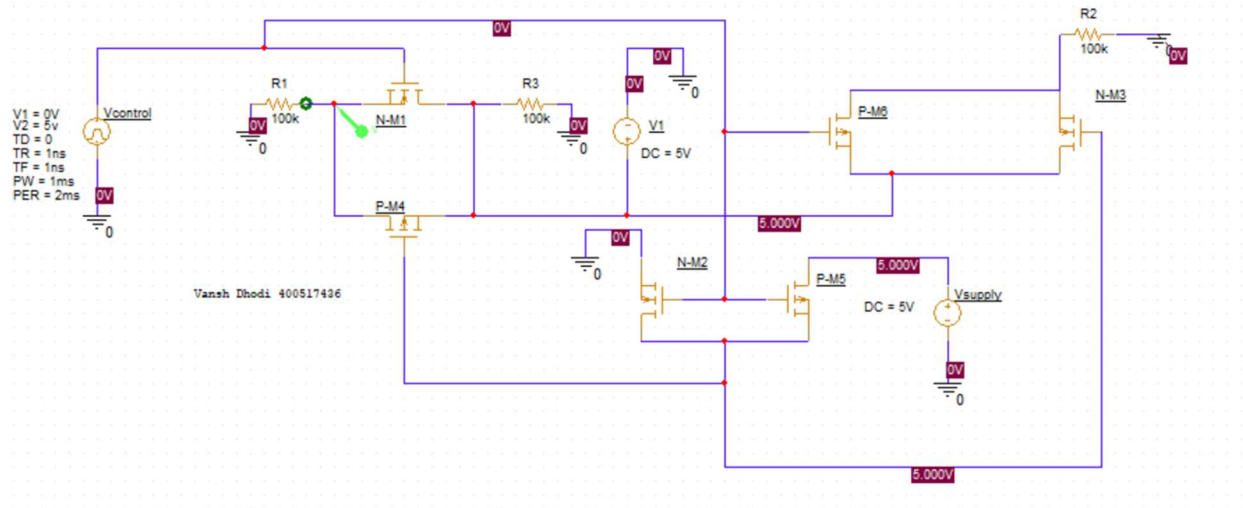 0V
R2
100k
0V
0V
0V
0
R1
100k
0V
0
N-M1
R3
100k
0V
0
V1
DC = 5V
P-M6
N-M3
V1 = 0V
V2 = 5v
TD = 0
TR = 1ns
TF = 1ns
PW = 1ms
PER = 2ms
Vcontrol
0V
0
P-M4
5.000V
0V
0
N-M2
P-M5
5.000V
DC = 5V
Vsupply
0V
0
Vansh Dhodi 400517436
5.000V